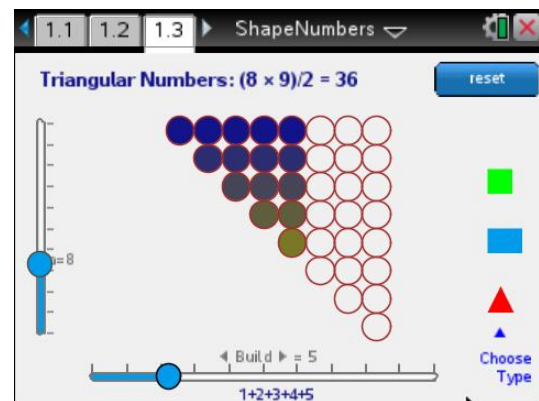 1.1 1.2 1.3 ShapeNumbers
Triangular Numbers: (8 × 9)/2 = 36
reset
=8
Build = 5
1+2+3+4+5
Choose
Type